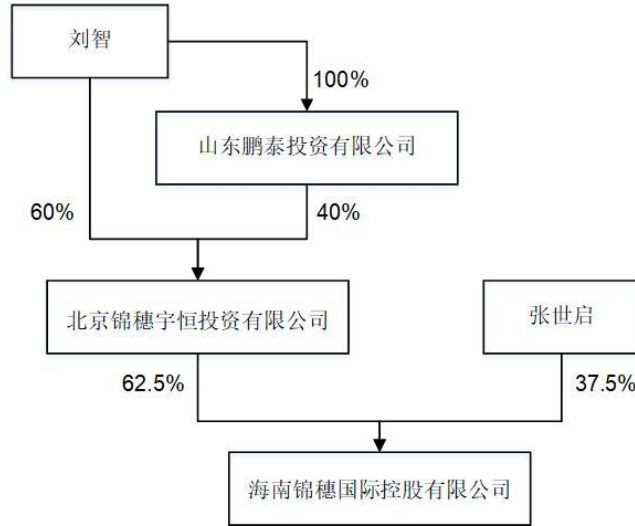 刘智
100%
山东鹏泰投资有限公司
60%
40%
北京锦穗宇恒投资有限公司
张世启
62.5%
37.5%
海南锦穗国际控股有限公司